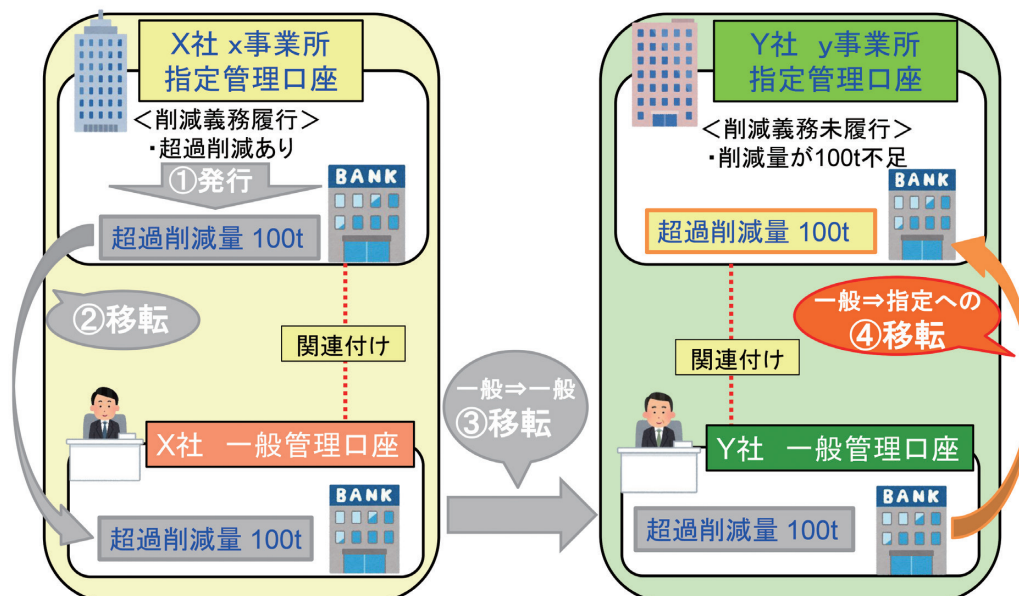 X社 x事業所
指定管理口座
＜削減義務履行＞
・超過削減あり
①発行
BANK
超過削減量 100t
②移転
関連付け
X社　一般管理口座
BANK
超過削減量 100t
一般⇒一般
③移転
Y社　y事業所
指定管理口座
＜削減義務未履行＞
・削減量が100t不足
BANK
超過削減量 100t
一般⇒指定への
④移転
関連付け
Y社　一般管理口座
BANK
超過削減量 100t